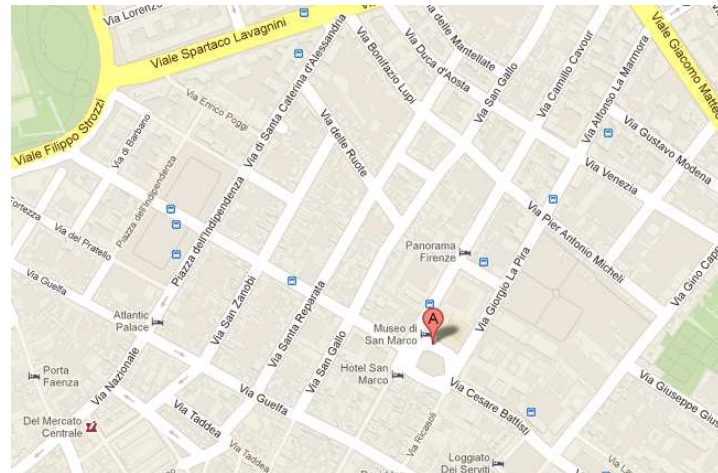 Via Lorenzo
Viale Spartaco Lavagnini
Via delle Mantellate
Via Duca d'Aosta
Via Bonifazio Lupi
Via San Gallo
Via Camillo Cavour
Via Alfonso La Marmora
Viale Giacomo Matte
Via Enrico Poggi
Via di Santa Caterina d'Alessandria
Viale Filippo Strozzi
Via di Barbano
Via delle Ruote
Via Gustavo Modena
Via Venezia
Fortezza
Via del Pratello
Piazza dell'Indipendenza
Piazza dell'Indipendenza
Via Pier Antonio Micheli
Via Guelfa
Via San Zanobi
Via Santa Reparata
Panorama
Firenze
Via Giorgio La Pira
Via Gino Capp
Atlantic
Palace
A
Museo di
San Marco
Via San Gallo
Hotel San
Marco
Via Cesare Battisti
Via Giuseppe Gius
Porta
Faenza
Via Nazionale
Via Guelfa
Via Taddea
Via Taddea
Via Ricasoli
Del Mercato
Centrale
Loggiato
Dei Serviti